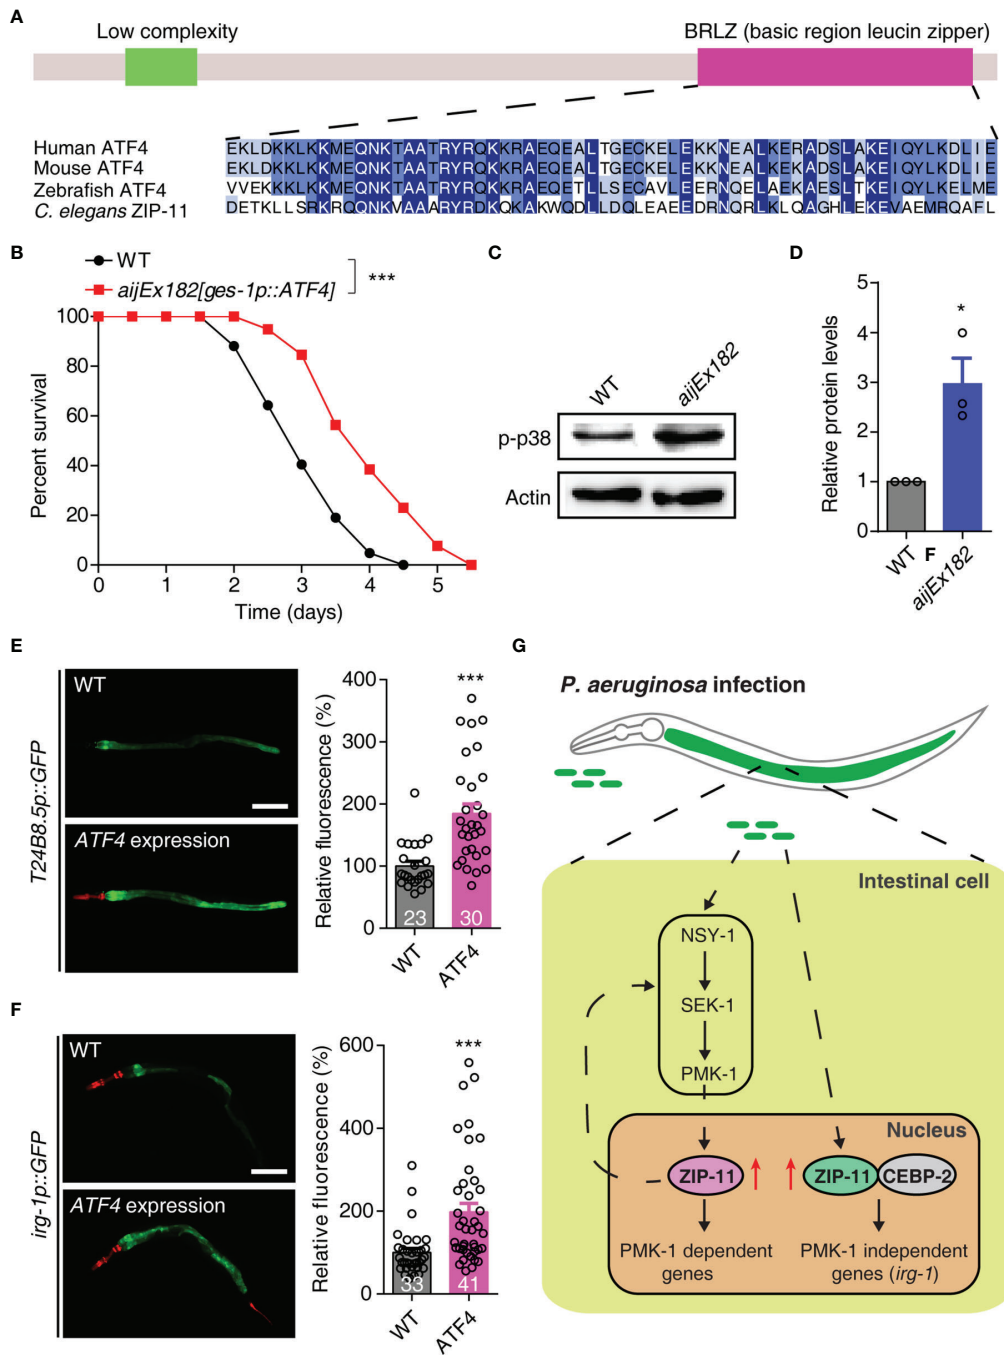 A
Low complexity
BRLZ (basic region leucin zipper)
Human ATF4
EKLDKKLKKMEQNKTAATRYRQKKRAEQEALTGECKELEKKNEALKERADSLAKEIQYLKDLIE
Mouse ATF4
EKLDKKLKKMEQNKTAATRYRQKKRAEQEALTGECKELEKKNEALKERADSLAKEIQYLKDLIE
Zebrafish ATF4
VVEKKKLKKMEQNKTAATRYRQKKRAEQETLLSECAVLEERNQELAEKAESLTKEIQYLKELME
C. elegans ZIP-11
DETKLLSRKRQQNKVAAARYRDKQKAKWQDLLDQLEAEEDRNQRLKLQAGHLEKEVAEMRQAFL
B
WT
aijEx182[ges-1p::ATF4]
***
Percent survival
100
80
60
40
20
0
0 1 2 3 4 5
Time (days)
C
WT
aijEx182
p-p38
Actin
D
Relative protein levels
5
4
3
2
1
0
*
WT
aijEx182
F
E
T24B8.5p::GFP
WT
ATF4 expression
Relative fluorescence (%)
400
300
200
100
0
***
23
30
WT
ATF4
F
irg-1p::GFP
WT
ATF4 expression
Relative fluorescence (%)
600
400
200
0
***
33
41
WT
ATF4
G
P. aeruginosa infection
Intestinal cell
NSY-1
SEK-1
PMK-1
Nucleus
ZIP-11
ZIP-11
CEBP-2
PMK-1 dependent
genes
PMK-1 independent
genes (irg-1)